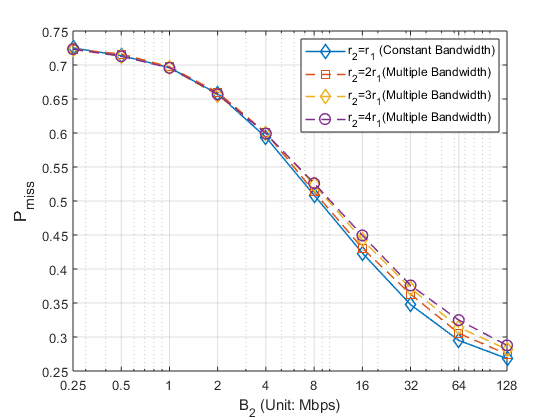 0.75
0.7
0.65
0.6
0.55
0.5
0.45
0.4
0.35
0.3
0.25
P_miss
r_2=r_1 (Constant Bandwidth)
r_2=2r_1(Multiple Bandwidth)
r_2=3r_1(Multiple Bandwidth)
r_2=4r_1(Multiple Bandwidth)
0.25 0.5 1 2 4 8 16 32 64 128
B_2 (Unit: Mbps)